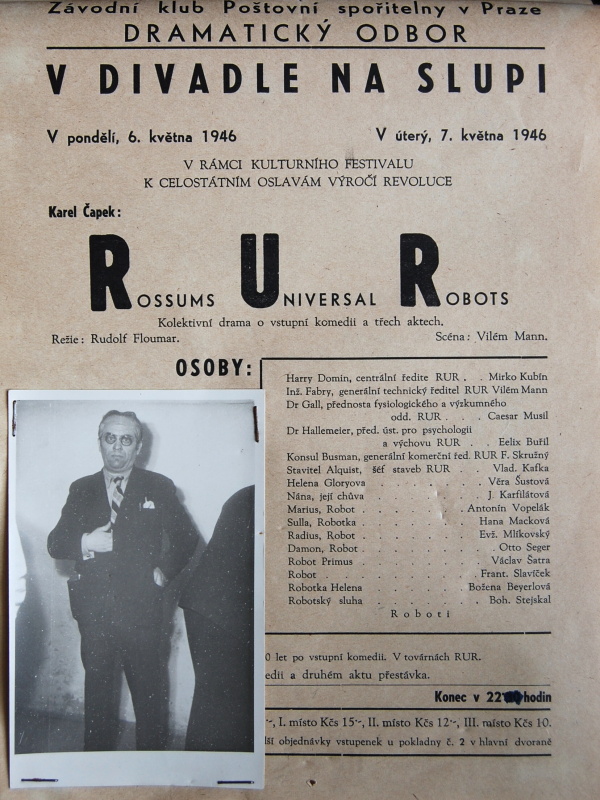 Závodní klub Poštovní spořitelny v Praze
DRAMATICKÝ ODBOR
V DIVADLE NA SLUPI
V pondělí, 6. května 1946 V úterý, 7. května 1946
V RÁMCI KULTURNÍHO FESTIVALU
K CELOSTÁTNÍM OSLAVÁM VÝROČÍ REVOLUCE
Karel Čapek:
ROSSUMS UNIVERSAL ROBOTS
Kolektivní drama o vstupní komedii a třech aktech.
Režie: Rudolf Floumar. Scéna: Vilém Mann.
OSOBY:
Harry Domin, centrální ředite RUR . . Mirko Kubín
Inž. Fabry, generální technický ředitel RUR Vilém Mann
Dr Gall, přednosta fysiologického a výzkumného
odd. RUR . . . Caesar Musil
Dr Hallemeier, před. úst. pro psychologii
a výchovu RUR . . Eelix Buřil
Konsul Busman, generální komerční řed. RUR F. Skružný
Stavitel Alquist, šéf staveb RUR . . Vlad. Kafka
Helena Gloryova . . . . . Věra Šustová
Nána, její chůva . . . . . J. Karfilátová
Marius, Robot . . . . . Antonín Vopelák
Sulla, Robotka . . . . . Hana Macková
Radius, Robot . . . . . Evž. Mlíkovský
Damon, Robot . . . . . . Otto Seger
Robot Primus . . . . . Václav Šatra
Robot . . . . . . . Frant. Slavíček
Robotka Helena . . . . . Božena Beyerlová
Robotský sluha . . . . . . Boh. Stejskal
Roboti
0 let po vstupní komedii. V továrnách RUR.
edii a druhém aktu přestávka.
Konec v 22 hodin
I. místo Kčs 15˙–, II. místo Kčs 12˙–, III. místo Kčs 10.
lší objednávky vstupenek u pokladny č. 2 v hlavní dvoraně